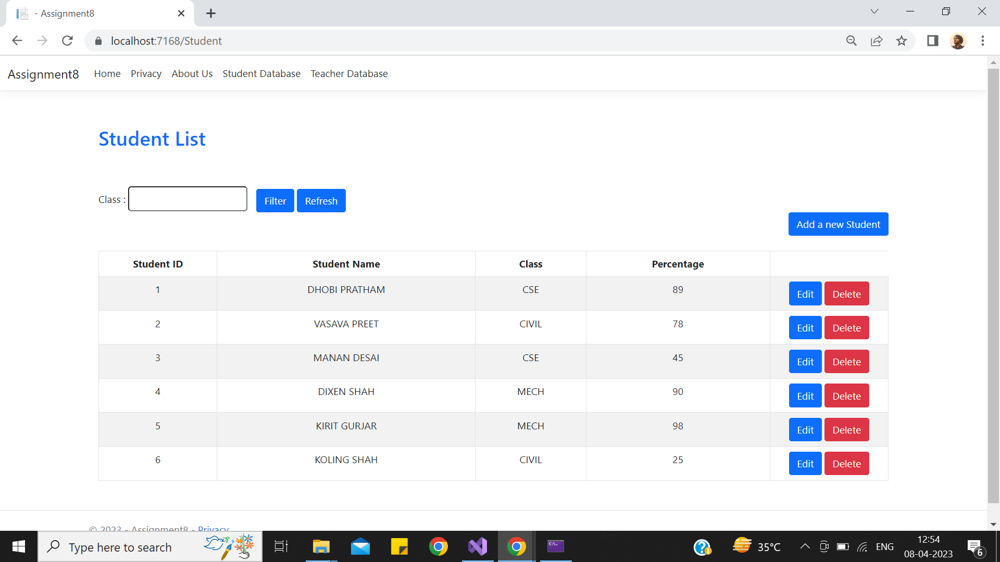 - Assignment8
localhost:7168/Student
Assignment8 Home Privacy About Us Student Database Teacher Database
Student List
Class : Filter Refresh
Add a new Student
Student ID Student Name Class Percentage
1 DHOBI PRATHAM CSE 89 Edit Delete
2 VASAVA PREET CIVIL 78 Edit Delete
3 MANAN DESAI CSE 45 Edit Delete
4 DIXEN SHAH MECH 90 Edit Delete
5 KIRIT GURJAR MECH 98 Edit Delete
6 KOLING SHAH CIVIL 25 Edit Delete
© 2023 - Assignment8 - Privacy
Type here to search 35°C ENG 12:54
08-04-2023 6